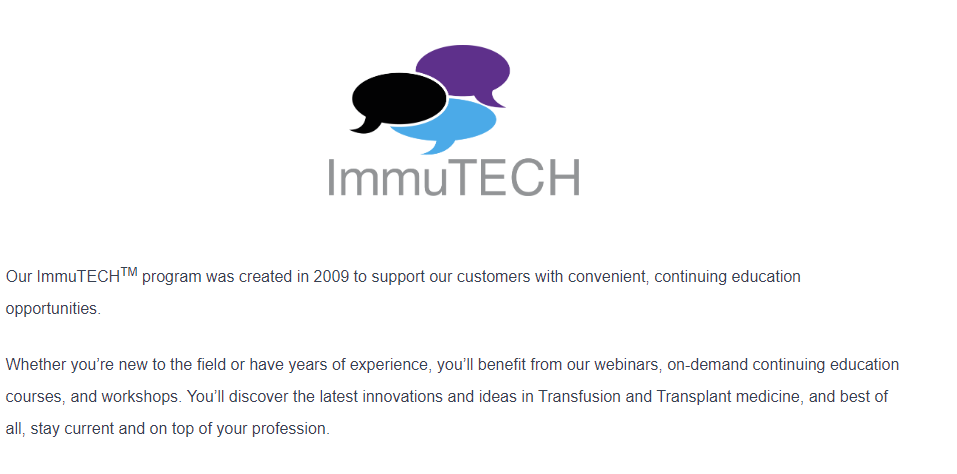 ImmuTECH
Our ImmuTECH™ program was created in 2009 to support our customers with convenient, continuing education
opportunities.
Whether you’re new to the field or have years of experience, you’ll benefit from our webinars, on-demand continuing education
courses, and workshops. You’ll discover the latest innovations and ideas in Transfusion and Transplant medicine, and best of
all, stay current and on top of your profession.